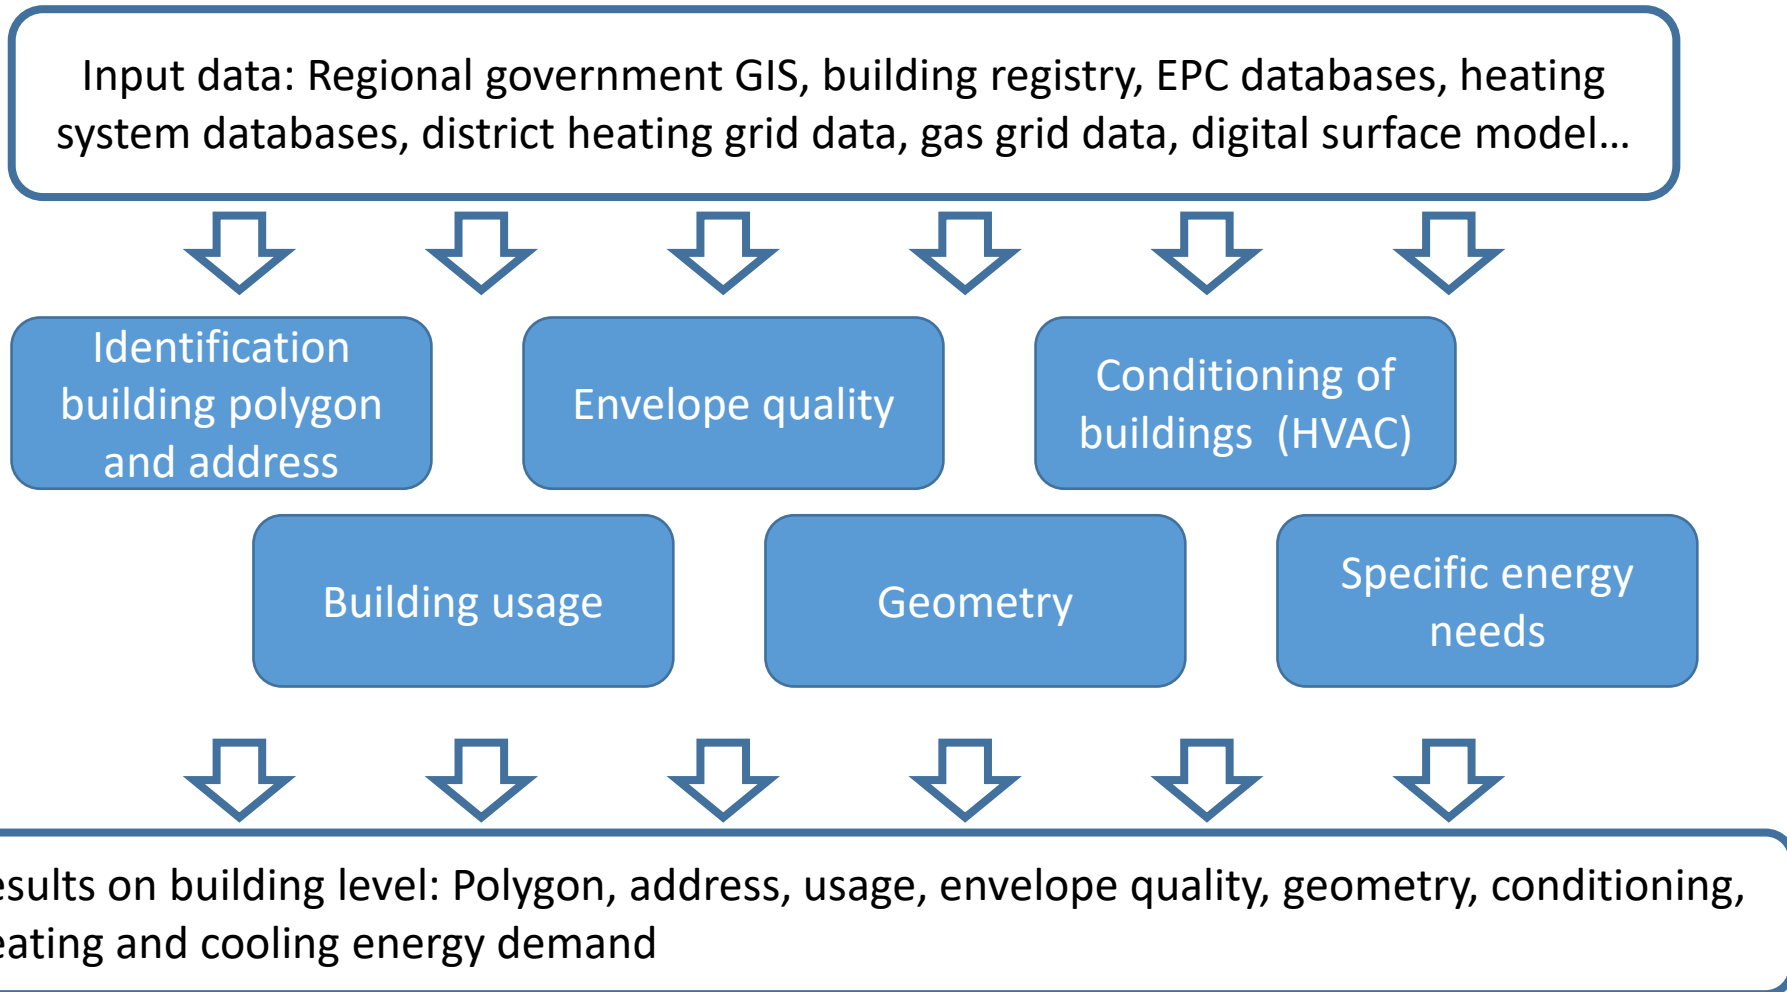 Input data: Regional government GIS, building registry, EPC databases, heating
system databases, district heating grid data, gas grid data, digital surface model…
Identification
building polygon
and address
Envelope quality
Conditioning of
buildings (HVAC)
Building usage
Geometry
Specific energy
needs
esults on building level: Polygon, address, usage, envelope quality, geometry, conditioning,
eating and cooling energy demand